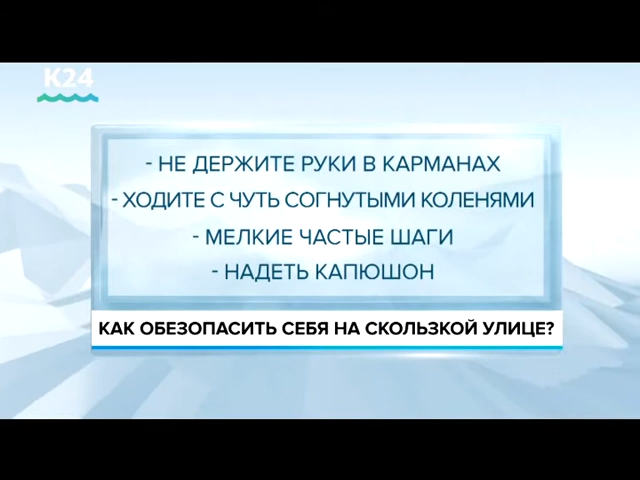 K24
- НЕ ДЕРЖИТЕ РУКИ В КАРМАНАХ
- ХОДИТЕ С ЧУТЬ СОГНУТЫМИ КОЛЕНЯМИ
- МЕЛКИЕ ЧАСТЫЕ ШАГИ
- НАДЕТЬ КАПЮШОН
КАК ОБЕЗОПАСИТЬ СЕБЯ НА СКОЛЬЗКОЙ УЛИЦЕ?